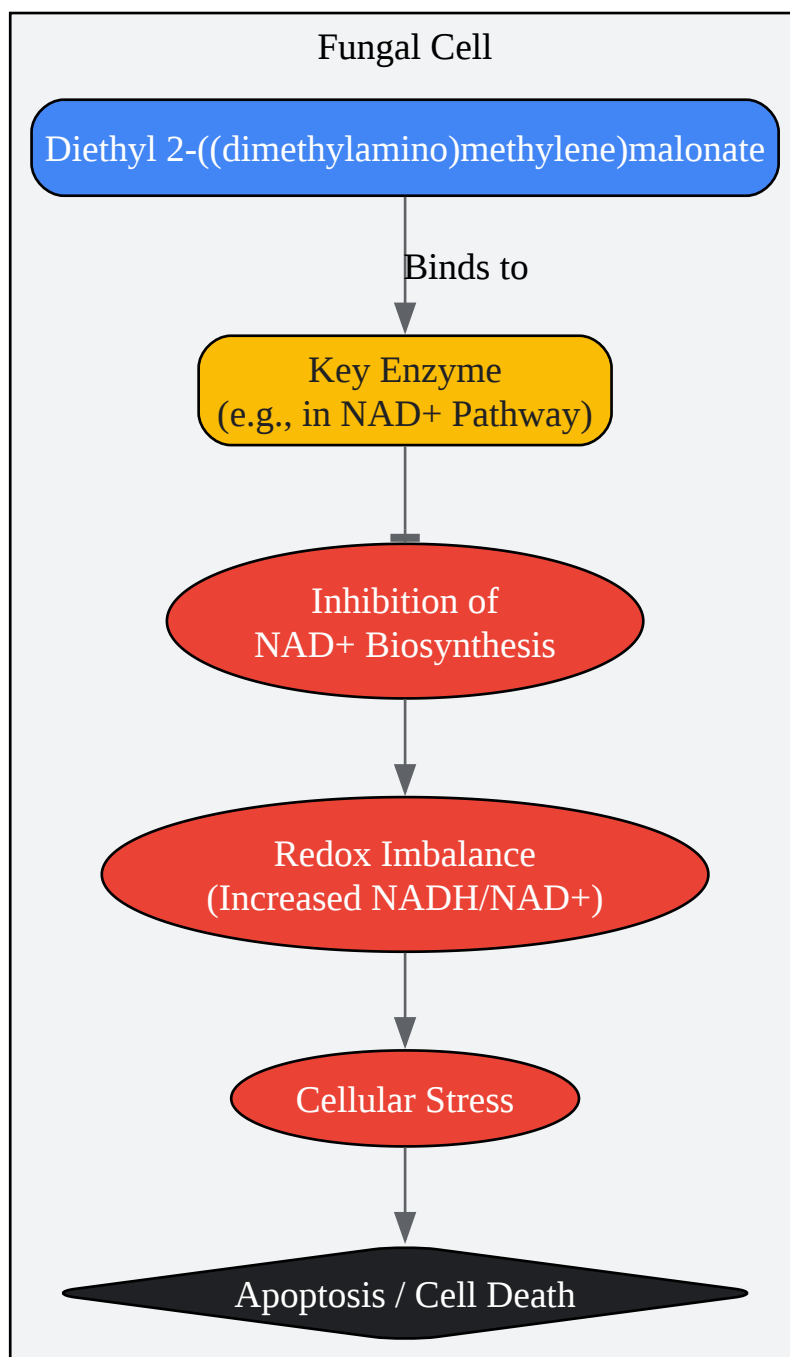 Fungal Cell
Diethyl 2-((dimethylamino)methylene)malonate
Binds to
Key Enzyme
(e.g., in NAD+ Pathway)
Inhibition of
NAD+ Biosynthesis
Redox Imbalance
(Increased NADH/NAD+)
Cellular Stress
Apoptosis / Cell Death